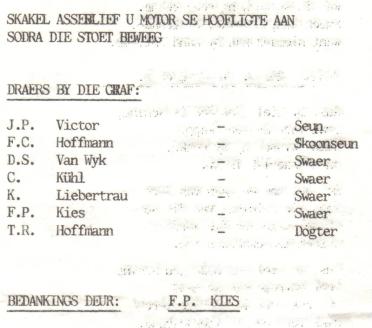 SKAKEL ASSEBLIEF U MOTOR SE HOOFLIGTE AAN
SODRA DIE STOET BEWEEG
DRAERS BY DIE GRAF:
J.P. Victor - Seun
F.C. Hoffmann - Skoonseun
D.S. Van Wyk - Swaer
C. Kühl - Swaer
K. Liebertrau - Swaer
F.P. Kies - Swaer
T.R. Hoffmann - Dogter
BEDANKINGS DEUR: F.P. KIES